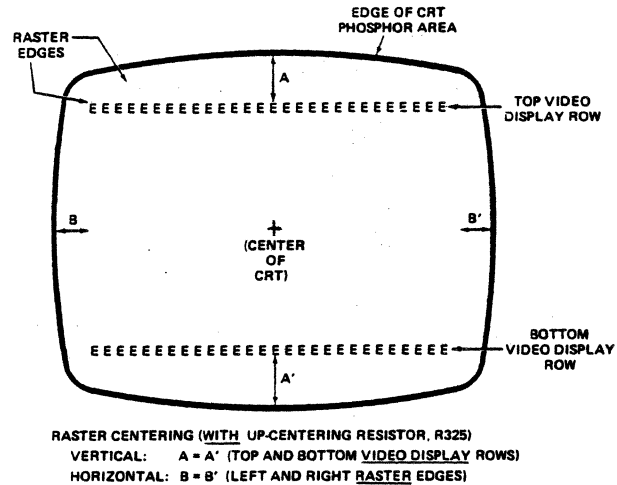 EDGE OF CRT
PHOSPHOR AREA
RASTER
EDGES
A
E E E E E E E E E E E E E E E E E E E E E E E E E E E E E E
TOP VIDEO
DISPLAY ROW
B
B'
+
(CENTER
OF
CRT)
E E E E E E E E E E E E E E E E E E E E E E E E E E E E E E
BOTTOM
VIDEO DISPLAY
ROW
A'
RASTER CENTERING (WITH UP-CENTERING RESISTOR, R325)
VERTICAL: A = A' (TOP AND BOTTOM VIDEO DISPLAY ROWS)
HORIZONTAL: B = B' (LEFT AND RIGHT RASTER EDGES)